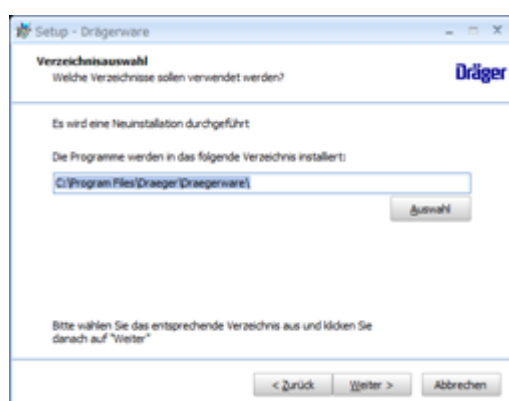 Setup - Drägerware
Verzeichnisauswahl
Welche Verzeichnisse sollen verwendet werden?
Dräger
Es wird eine Neuinstallation durchgeführt
Die Programme werden in das folgende Verzeichnis installiert:
C:\Program Files\Draeger\Draegerware\
Auswahl
Bitte wählen Sie das entsprechende Verzeichnis aus und klicken Sie
danach auf "Weiter"
< Zurück Weiter > Abbrechen